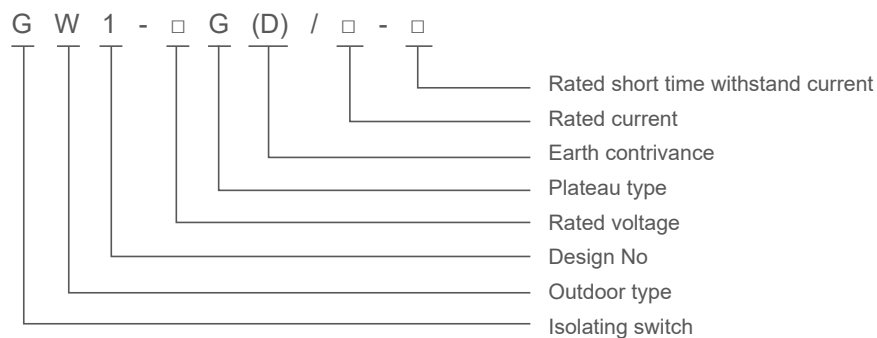 G W 1 - □ G (D) / □ - □
Rated short time withstand current
Rated current
Earth contrivance
Plateau type
Rated voltage
Design No
Outdoor type
Isolating switch